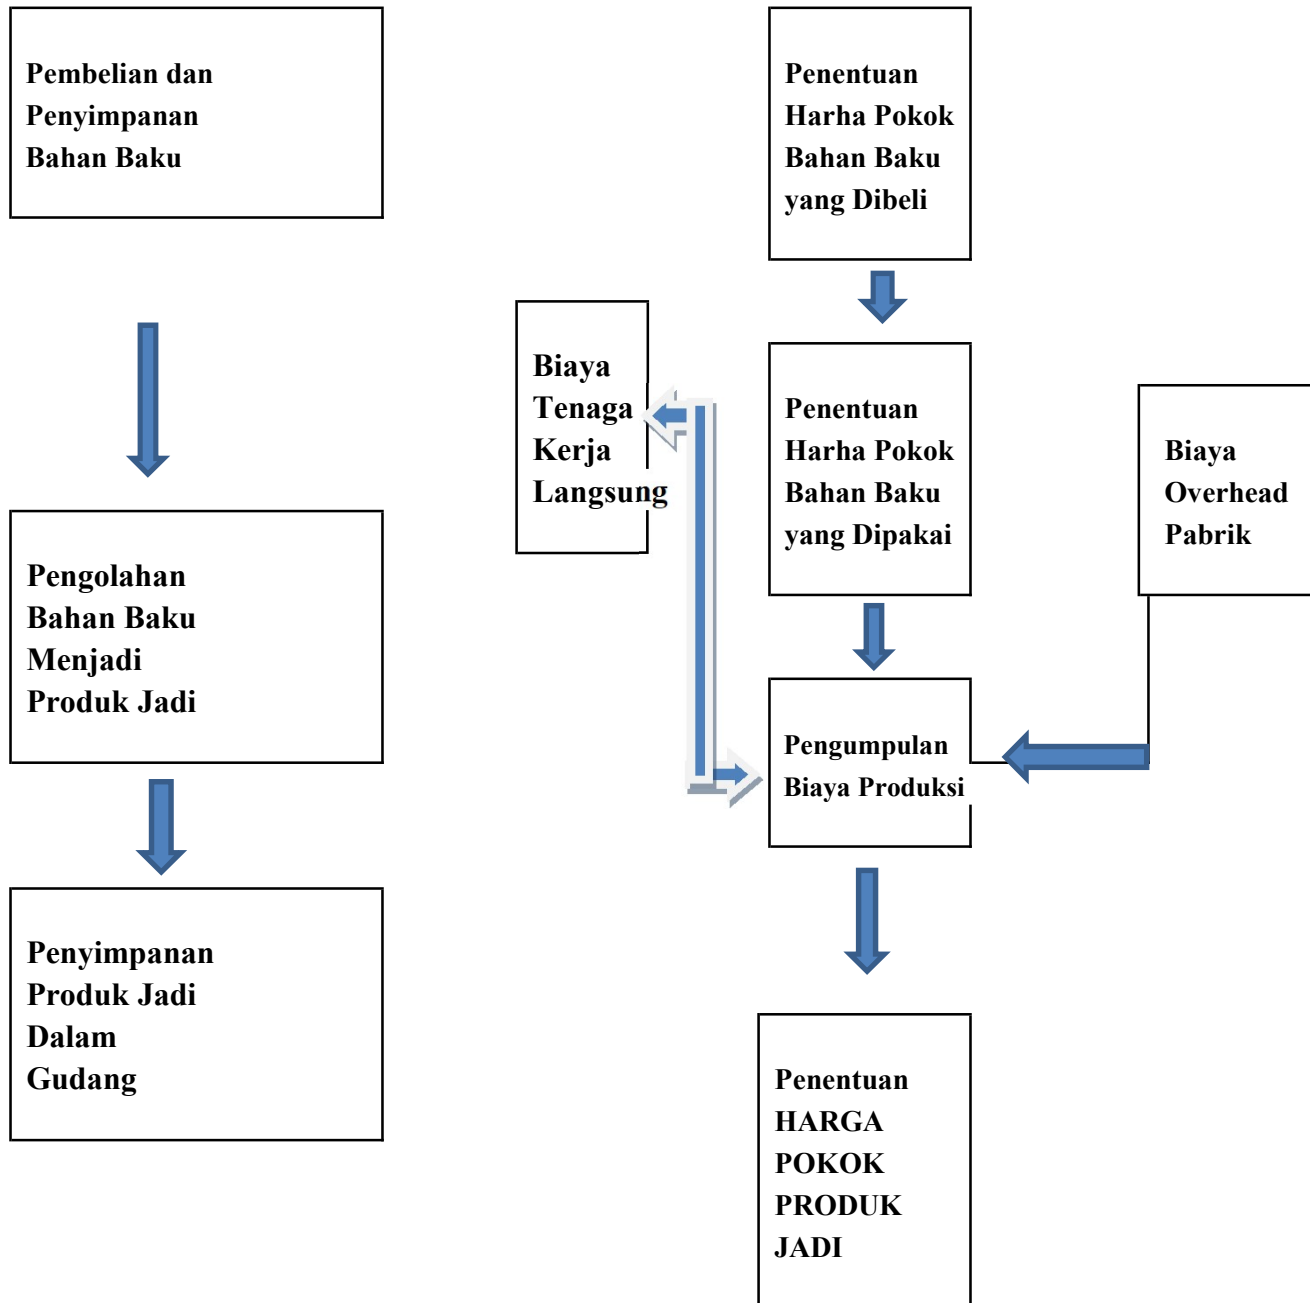 Pembelian dan
Penyimpanan
Bahan Baku
Pengolahan
Bahan Baku
Menjadi
Produk Jadi
Penyimpanan
Produk Jadi
Dalam
Gudang
Biaya
Tenaga
Kerja
Langsung
Penentuan
Harha Pokok
Bahan Baku
yang Dibeli
Penentuan
Harha Pokok
Bahan Baku
yang Dipakai
Biaya
Overhead
Pabrik
Pengumpulan
Biaya Produksi
Penentuan
HARGA
POKOK
PRODUK
JADI